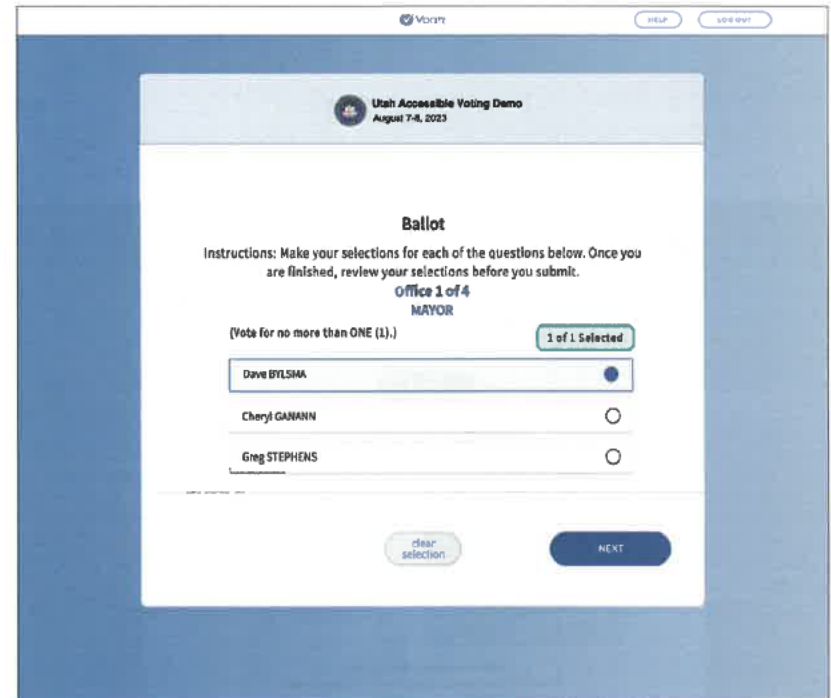 HELP
LOG OUT
Utah Accessible Voting Demo
August 7-8, 2023
Ballot
Instructions: Make your selections for each of the questions below. Once you
are finished, review your selections before you submit.
Office 1 of 4
MAYOR
(Vote for no more than ONE (1).)
1 of 1 Selected
Dave BYLSMA
Cheryl GANANN
Greg STEPHENS
clear
selection
NEXT